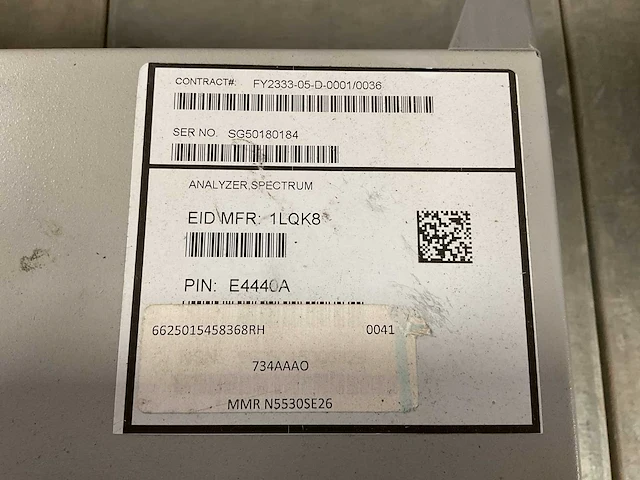 CONTRACT#: FY2333-05-D-0001/0036
SER NO. SG50180184
ANALYZER,SPECTRUM
EID MFR: 1LQK8
PIN: E4440A
6625015458368RH 0041
734AAAO
MMR N5530SE26